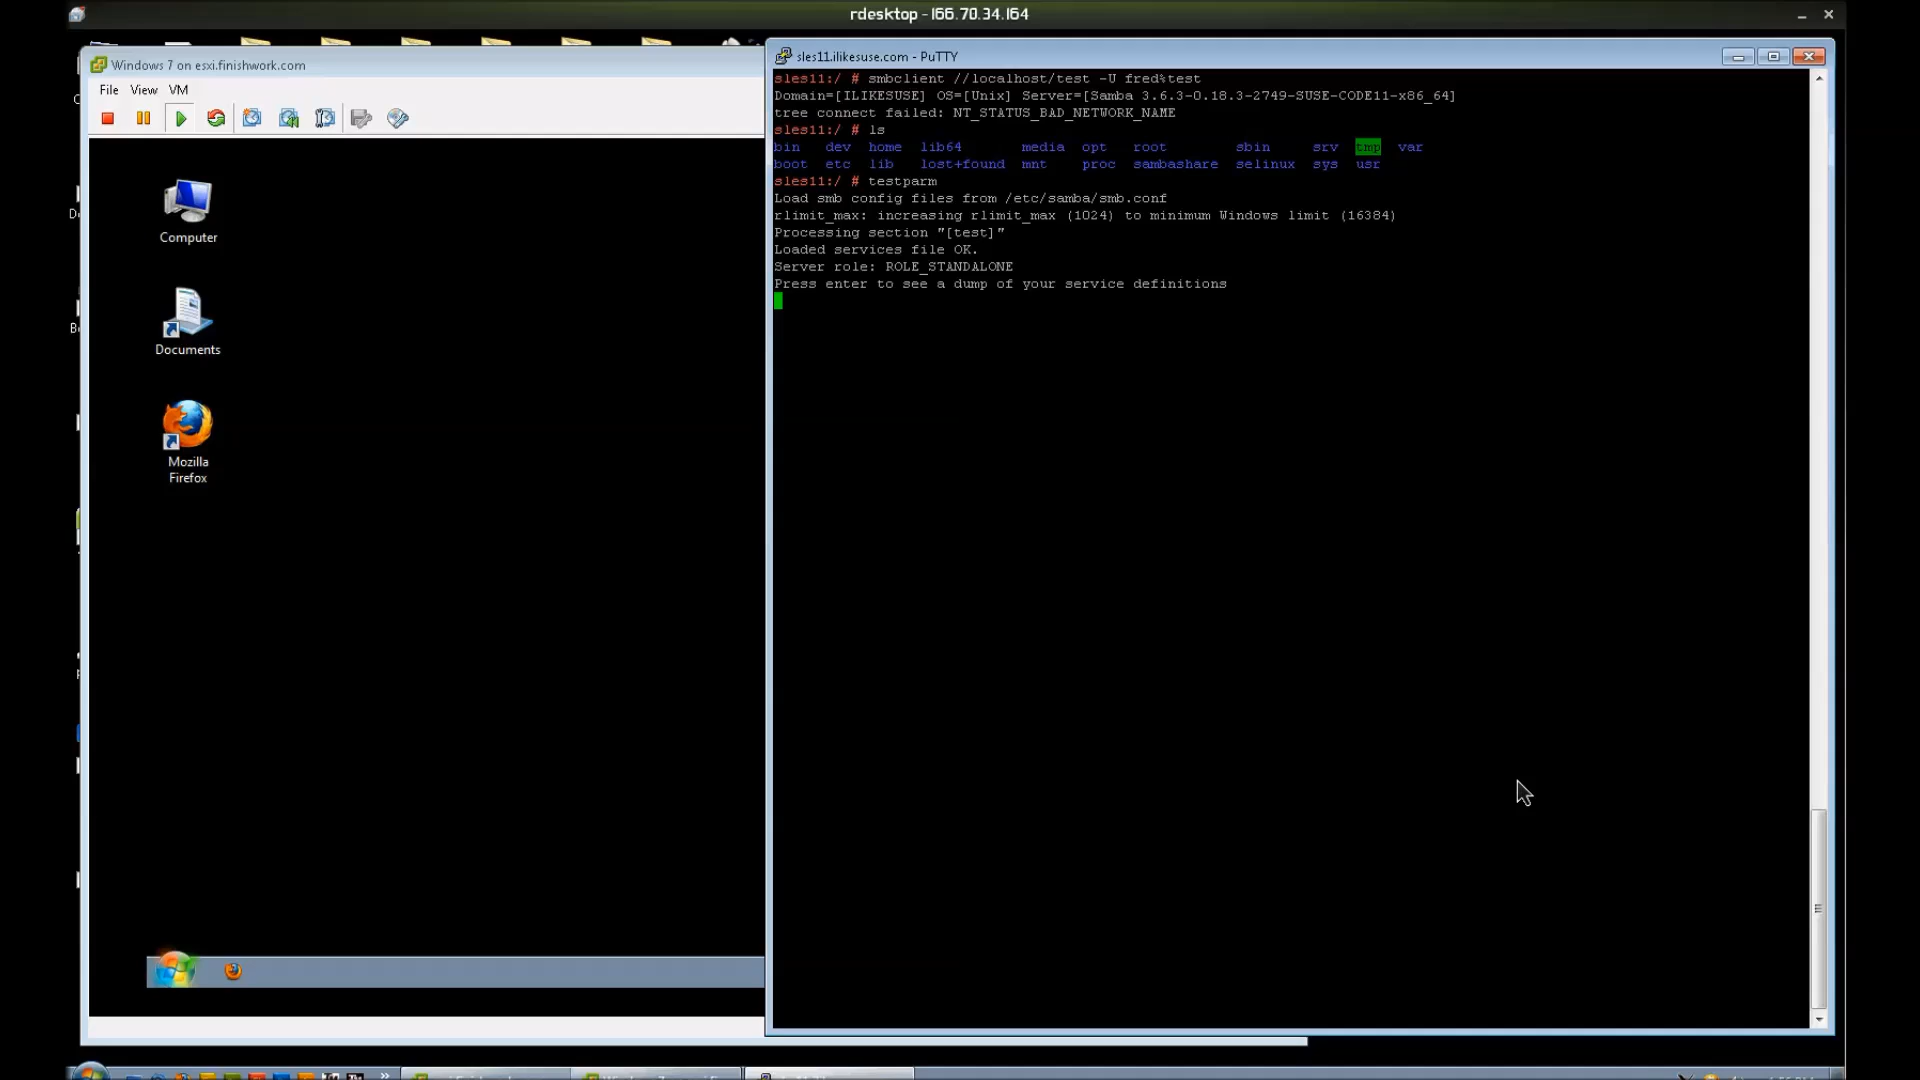 rdesktop - 166.70.34.164
Windows 7 on esxi.finishwork.com
File View VM
Computer
Documents
Mozilla
Firefox
sles11.ilikesuse.com - PuTTY
sles11:/ # smbclient //localhost/test -U fred%test
Domain=[ILIKESUSE] OS=[Unix] Server=[Samba 3.6.3-0.18.3-2749-SUSE-CODE11-x86_64]
tree connect failed: NT_STATUS_BAD_NETWORK_NAME
sles11:/ # ls
bin dev home lib64 media opt root sbin srv tmp var
boot etc lib lost+found mnt proc sambashare selinux sys usr
sles11:/ # testparm
Load smb config files from /etc/samba/smb.conf
rlimit_max: increasing rlimit_max (1024) to minimum Windows limit (16384)
Processing section "[test]"
Loaded services file OK.
Server role: ROLE_STANDALONE
Press enter to see a dump of your service definitions